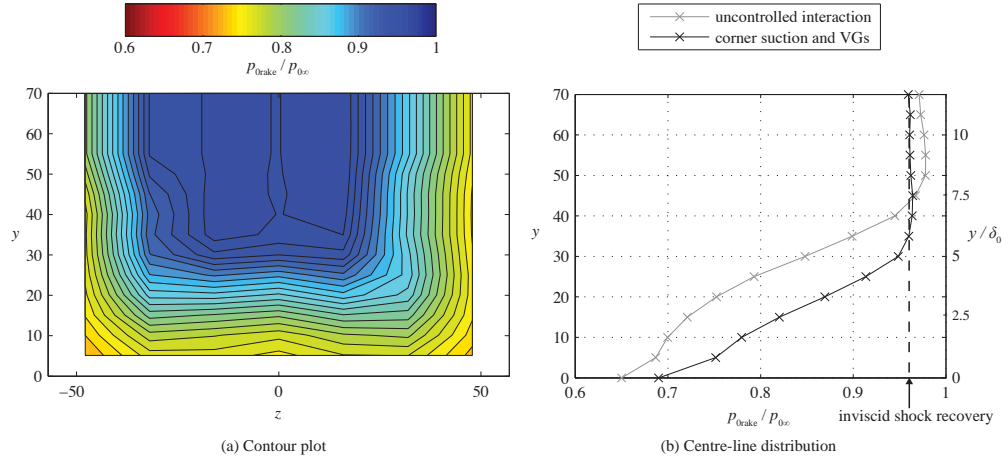 0.6 0.7 0.8 0.9 1
p0rake / p0∞
uncontrolled interaction
corner suction and VGs
70
60
50
40
30
20
10
0
y
−50 0 50
z
(a) Contour plot
70
60
50
40
30
20
10
0
y
10
7.5
5
2.5
0
y / δ0
0.6 0.7 0.8 0.9 1
p0rake / p0∞
inviscid shock recovery
(b) Centre-line distribution